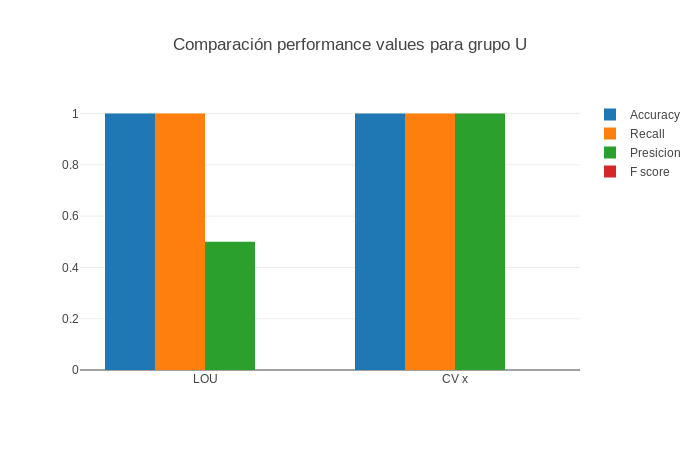 Comparación performance values para grupo U
1
0.8
0.6
0.4
0.2
0
LOU
CV x
Accuracy
Recall
Presicion
F score